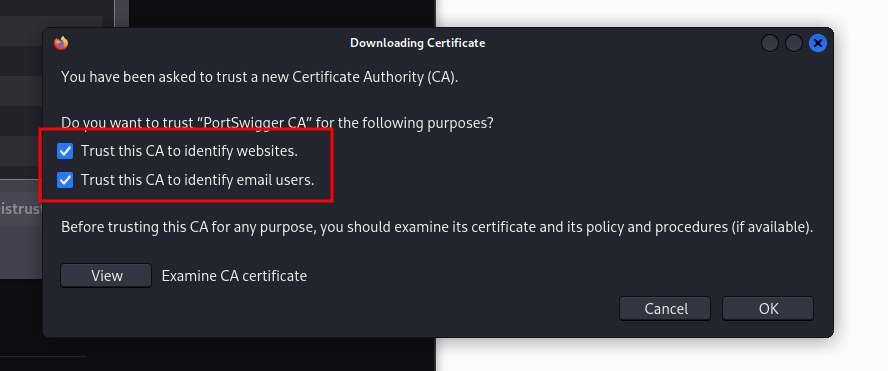 Downloading Certificate
You have been asked to trust a new Certificate Authority (CA).
Do you want to trust “PortSwigger CA” for the following purposes?
Trust this CA to identify websites.
Trust this CA to identify email users.
istrust
Before trusting this CA for any purpose, you should examine its certificate and its policy and procedures (if available).
View Examine CA certificate
Cancel OK